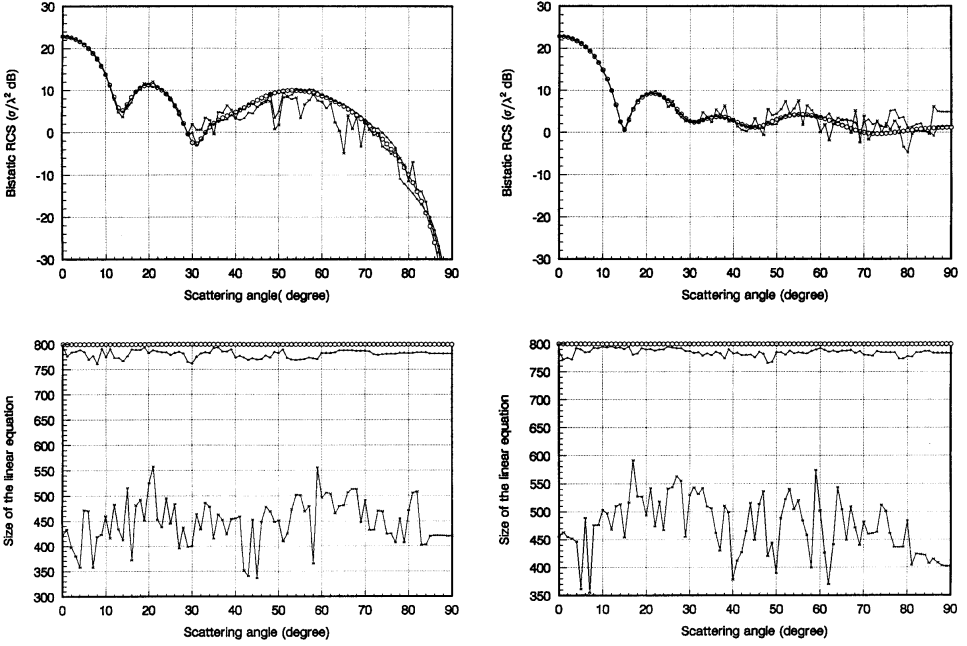 30
20
10
0
-10
-20
-30
0 10 20 30 40 50 60 70 80 90
Bistatic RCS (σ/λ² dB)
Scattering angle( degree)
30
20
10
0
-10
-20
-30
0 10 20 30 40 50 60 70 80 90
Bistatic RCS (σ/λ² dB)
Scattering angle (degree)
800
750
700
650
600
550
500
450
400
350
300
0 10 20 30 40 50 60 70 80 90
Size of the linear equation
Scattering angle (degree)
800
750
700
650
600
550
500
450
400
350
0 10 20 30 40 50 60 70 80 90
Size of the linear equation
Scattering angle (degree)